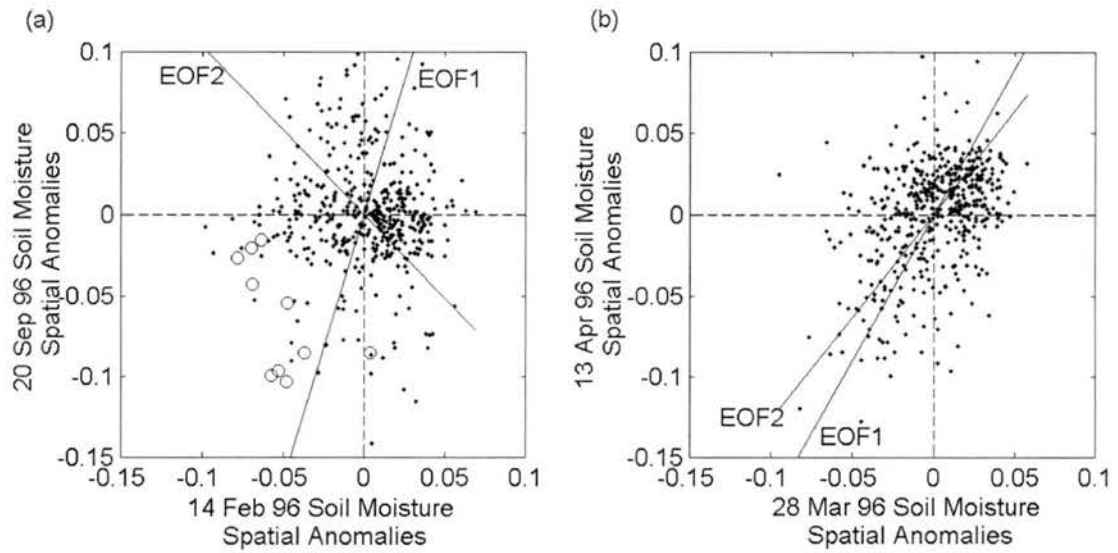 (a)
0.1
0.05
0
-0.05
-0.1
-0.15
20 Sep 96 Soil Moisture
Spatial Anomalies
EOF2
EOF1
-0.15
-0.1
-0.05
0
0.05
0.1
14 Feb 96 Soil Moisture
Spatial Anomalies
(b)
0.1
0.05
0
-0.05
-0.1
-0.15
13 Apr 96 Soil Moisture
Spatial Anomalies
EOF2
EOF1
-0.15
-0.1
-0.05
0
0.05
0.1
28 Mar 96 Soil Moisture
Spatial Anomalies